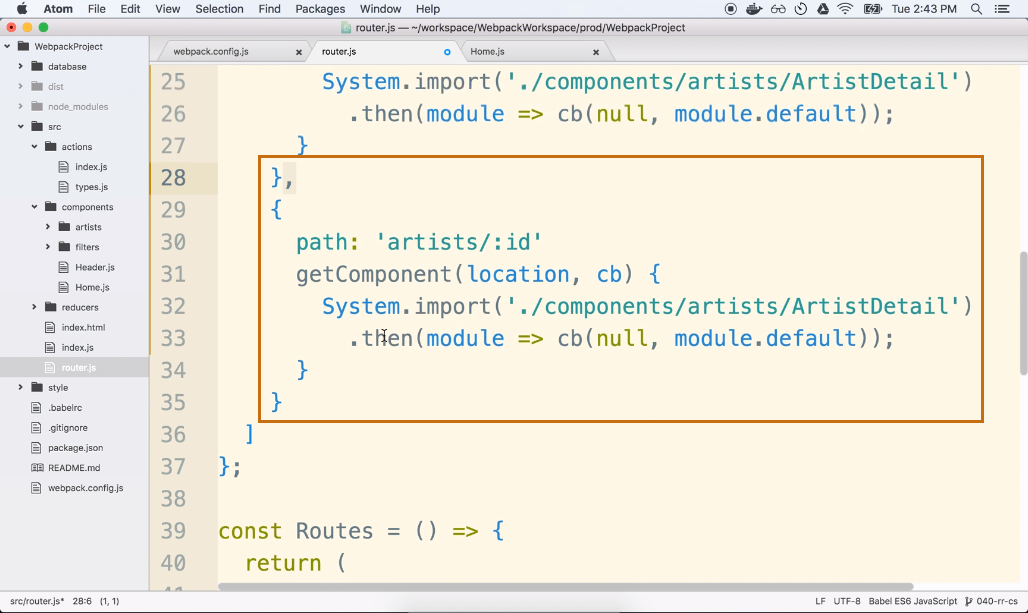 Atom File Edit View Selection Find Packages Window Help Tue 2:43 PM
router.js — ~/workspace/WebpackWorkspace/prod/WebpackProject
WebpackProject
database
dist
node_modules
src
actions
index.js
types.js
components
artists
filters
Header.js
Home.js
reducers
index.html
index.js
router.js
style
.babelrc
.gitignore
package.json
README.md
webpack.config.js
webpack.config.js router.js Home.js
25 System.import('./components/artists/ArtistDetail')
26 .then(module => cb(null, module.default));
27 }
28 },
29 {
30 path: 'artists/:id'
31 getComponent(location, cb) {
32 System.import('./components/artists/ArtistDetail')
33 .then(module => cb(null, module.default));
34 }
35 }
36 ]
37 };
38
39 const Routes = () => {
40 return (
src/router.js* 28:6 (1, 1) LF UTF-8 Babel ES6 JavaScript 040-rr-cs